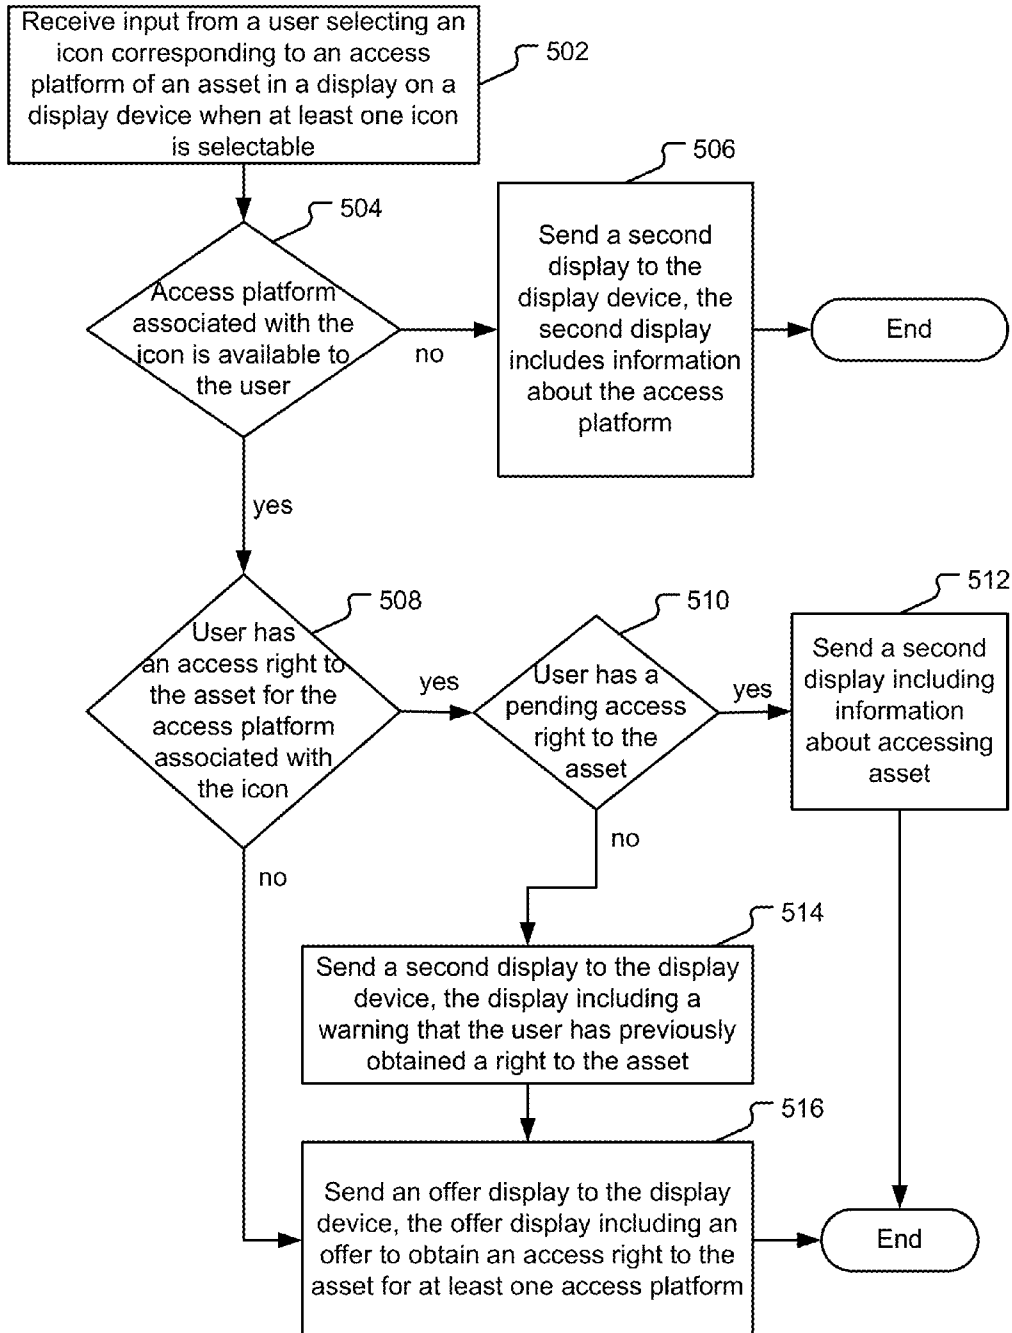 Receive input from a user selecting an
icon corresponding to an access
platform of an asset in a display on a
display device when at least one icon
is selectable
502
504
Access platform
associated with the
icon is available to
the user
no
yes
506
Send a second
display to the
display device, the
second display
includes information
about the access
platform
End
508
User has
an access right to
the asset for the
access platform
associated with
the icon
yes
no
510
User has a
pending access
right to the
asset
yes
no
512
Send a second
display including
information
about accessing
asset
514
Send a second display to the display
device, the display including a
warning that the user has previously
obtained a right to the asset
516
Send an offer display to the display
device, the offer display including an
offer to obtain an access right to the
asset for at least one access platform
End